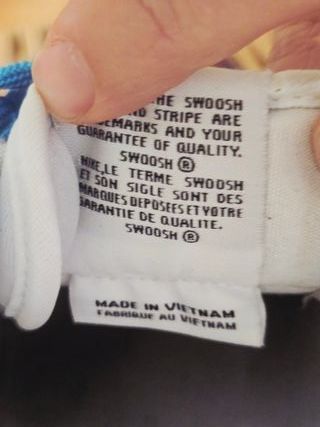 HE SWOOSH
ND STRIPE ARE
DEMARKS AND YOUR
GUARANTEE OF QUALITY.
SWOOSH ®
NIKE, LE TERME SWOOSH
ET SON SIGLE SONT DES
MARQUES DEPOSEES ET VOTRE
GARANTIE DE QUALITE.
SWOOSH ®
MADE IN VIETNAM
FABRIQUE AU VIETNAM